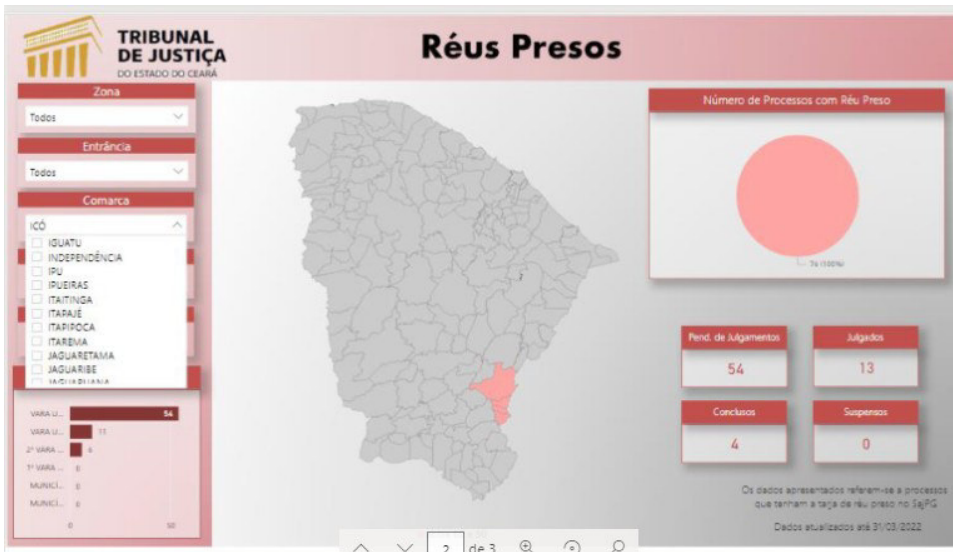 TRIBUNAL
DE JUSTIÇA
DO ESTADO DO CEARÁ
Réus Presos
Zona
Todos
Entrância
Todos
Comarca
ICÓ
IGUATU
INDEPENDÊNCIA
IPU
IPUEIRAS
ITAITINGA
ITAPAJÉ
ITAPIPOCA
ITAREMA
JAGUARETAMA
JAGUARIBE
JAGUARUANA
VARA Ú... 54
VARA Ú... 11
2ª VARA ... 6
1ª VARA ... 0
MUNICÍ... 0
MUNICÍ... 0
0 50
Número de Processos com Réu Preso
(100%)
Pend. de Julgamentos
54
Julgados
13
Conclusos
4
Suspensos
0
Os dados apresentados referem-se a processos
que tenham a tarja de réu preso no SajPG
Dados atualizados até 31/03/2022
2 de 3